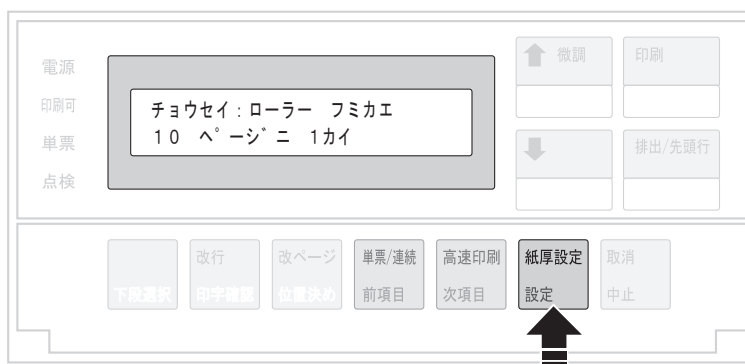 電源
印刷可
単票
点検
チョウセイ:ローラー フミカエ
10 ページニ 1カイ
微調
印刷
排出/先頭行
下段選択
改行
印字確認
改ページ
位置決め
単票/連続
前項目
高速印刷
次項目
紙厚設定
設定
取消
中止